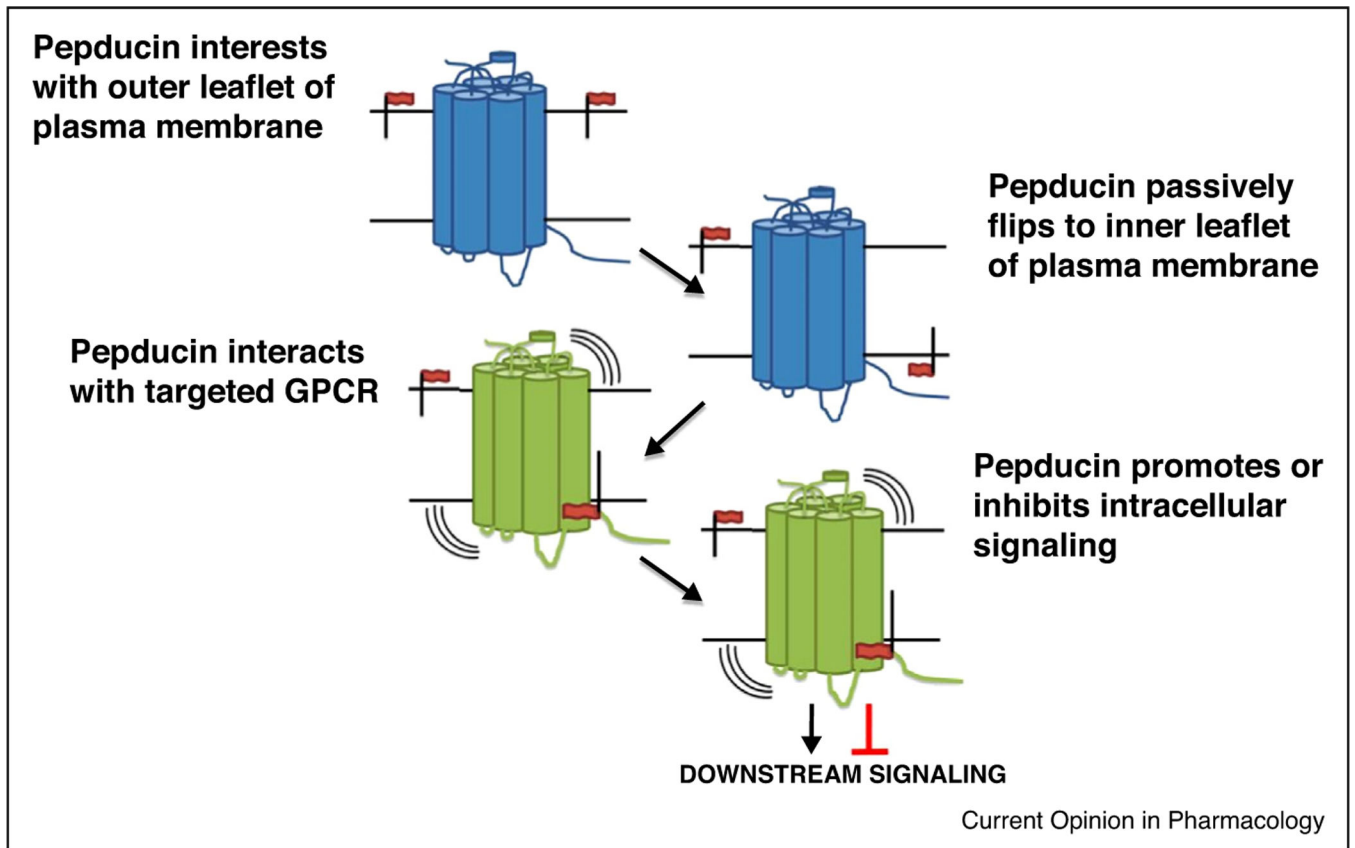 Pepducin interests
with outer leaflet of
plasma membrane
Pepducin passively
flips to inner leaflet
of plasma membrane
Pepducin interacts
with targeted GPCR
Pepducin promotes or
inhibits intracellular
signaling
DOWNSTREAM SIGNALING
Current Opinion in Pharmacology